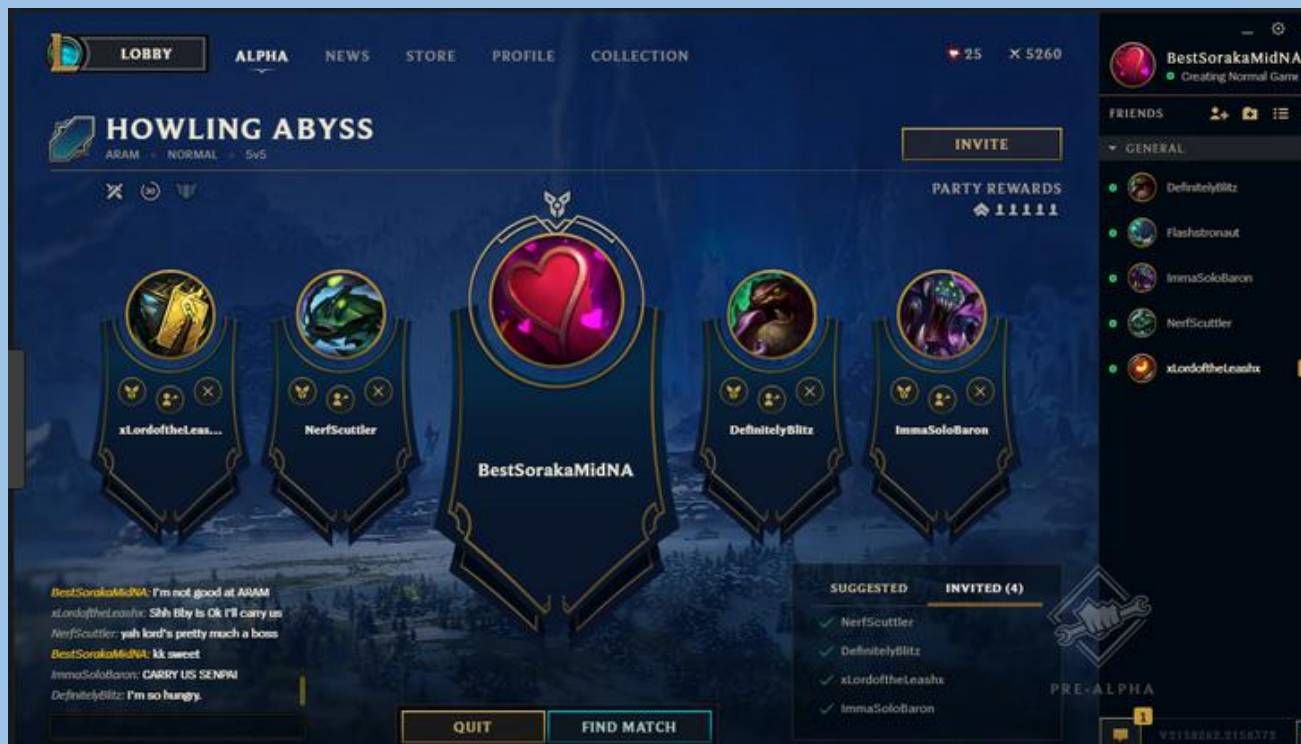 LOBBY
ALPHA
NEWS
STORE
PROFILE
COLLECTION
25
5260
HOWLING ABYSS
ARAM NORMAL 5v5
30
INVITE
PARTY REWARDS
xLordoftheLeas...
NerfScuttler
BestSorakaMidNA
DefinitelyBlitz
ImmaSoloBaron
BestSorakaMidNA: I'm not good at ARAM
xLordoftheLeashx: Shh Bby Is Ok I'll carry us
NerfScuttler: yah lord's pretty much a boss
BestSorakaMidNA: kk sweet
ImmaSoloBaron: CARRY US SENPAI
DefinitelyBlitz: I'm so hungry.
QUIT
FIND MATCH
SUGGESTED
INVITED (4)
NerfScuttler
DefinitelyBlitz
xLordoftheLeashx
ImmaSoloBaron
PRE-ALPHA
BestSorakaMidNA
Creating Normal Game
FRIENDS
GENERAL
DefinitelyBlitz
Flashstronaut
ImmaSoloBaron
NerfScuttler
xLordoftheLeashx
1